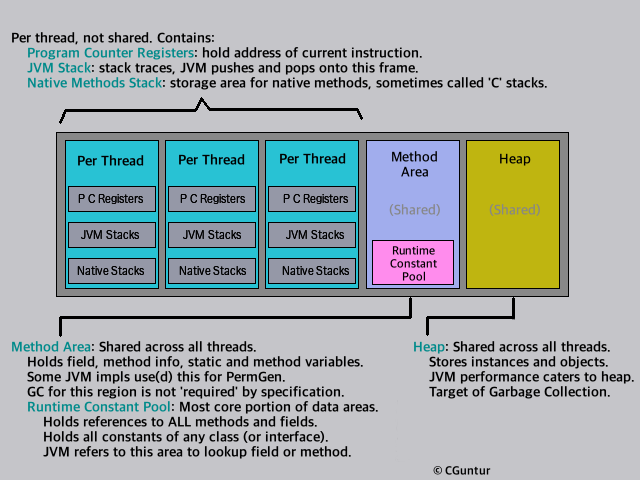 Per thread, not shared. Contains:
Program Counter Registers: hold address of current instruction.
JVM Stack: stack traces, JVM pushes and pops onto this frame.
Native Methods Stack: storage area for native methods, sometimes called 'C' stacks.
Per Thread
P C Registers
JVM Stacks
Native Stacks
Per Thread
P C Registers
JVM Stacks
Native Stacks
Per Thread
P C Registers
JVM Stacks
Native Stacks
Method
Area
(Shared)
Runtime
Constant
Pool
Heap
(Shared)
Method Area: Shared across all threads.
Holds field, method info, static and method variables.
Some JVM impls use(d) this for PermGen.
GC for this region is not 'required' by specification.
Runtime Constant Pool: Most core portion of data areas.
Holds references to ALL methods and fields.
Holds all constants of any class (or interface).
JVM refers to this area to lookup field or method.
Heap: Shared across all threads.
Stores instances and objects.
JVM performance caters to heap.
Target of Garbage Collection.
© CGuntur